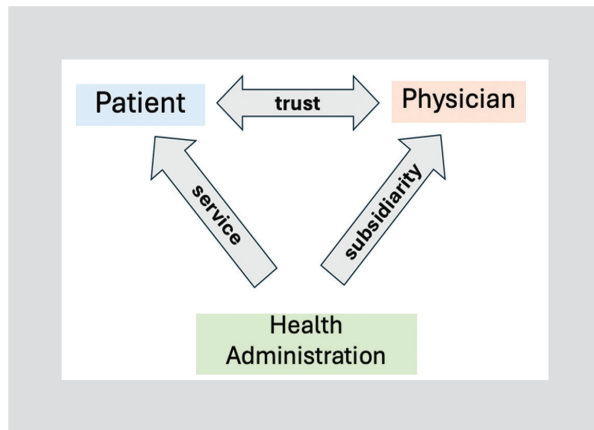 Patient
trust
Physician
service
subsidiarity
Health
Administration